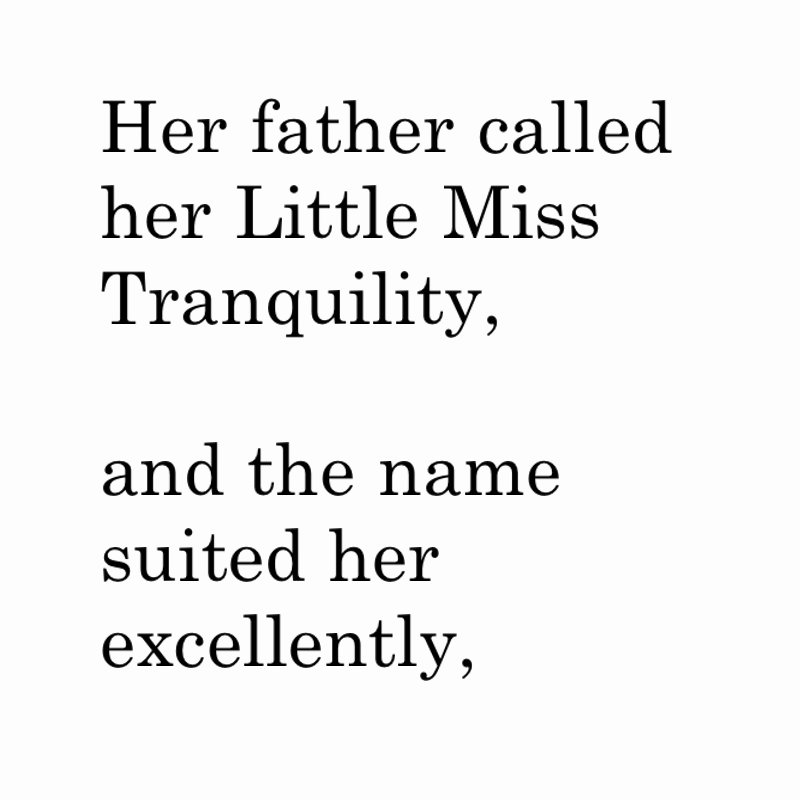 Her father called
her Little Miss
Tranquility,
and the name
suited her
excellently,